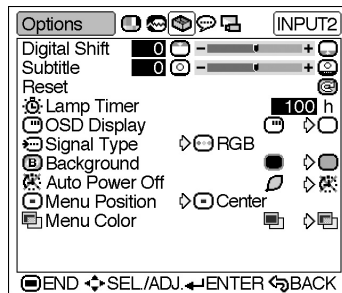 Options INPUT2
Digital Shift 0 - +
Subtitle 0 - +
Reset
Lamp Timer 100 h
OSD Display
Signal Type RGB
B Background
Auto Power Off
Menu Position Center
Menu Color
END SEL./ADJ. ENTER BACK